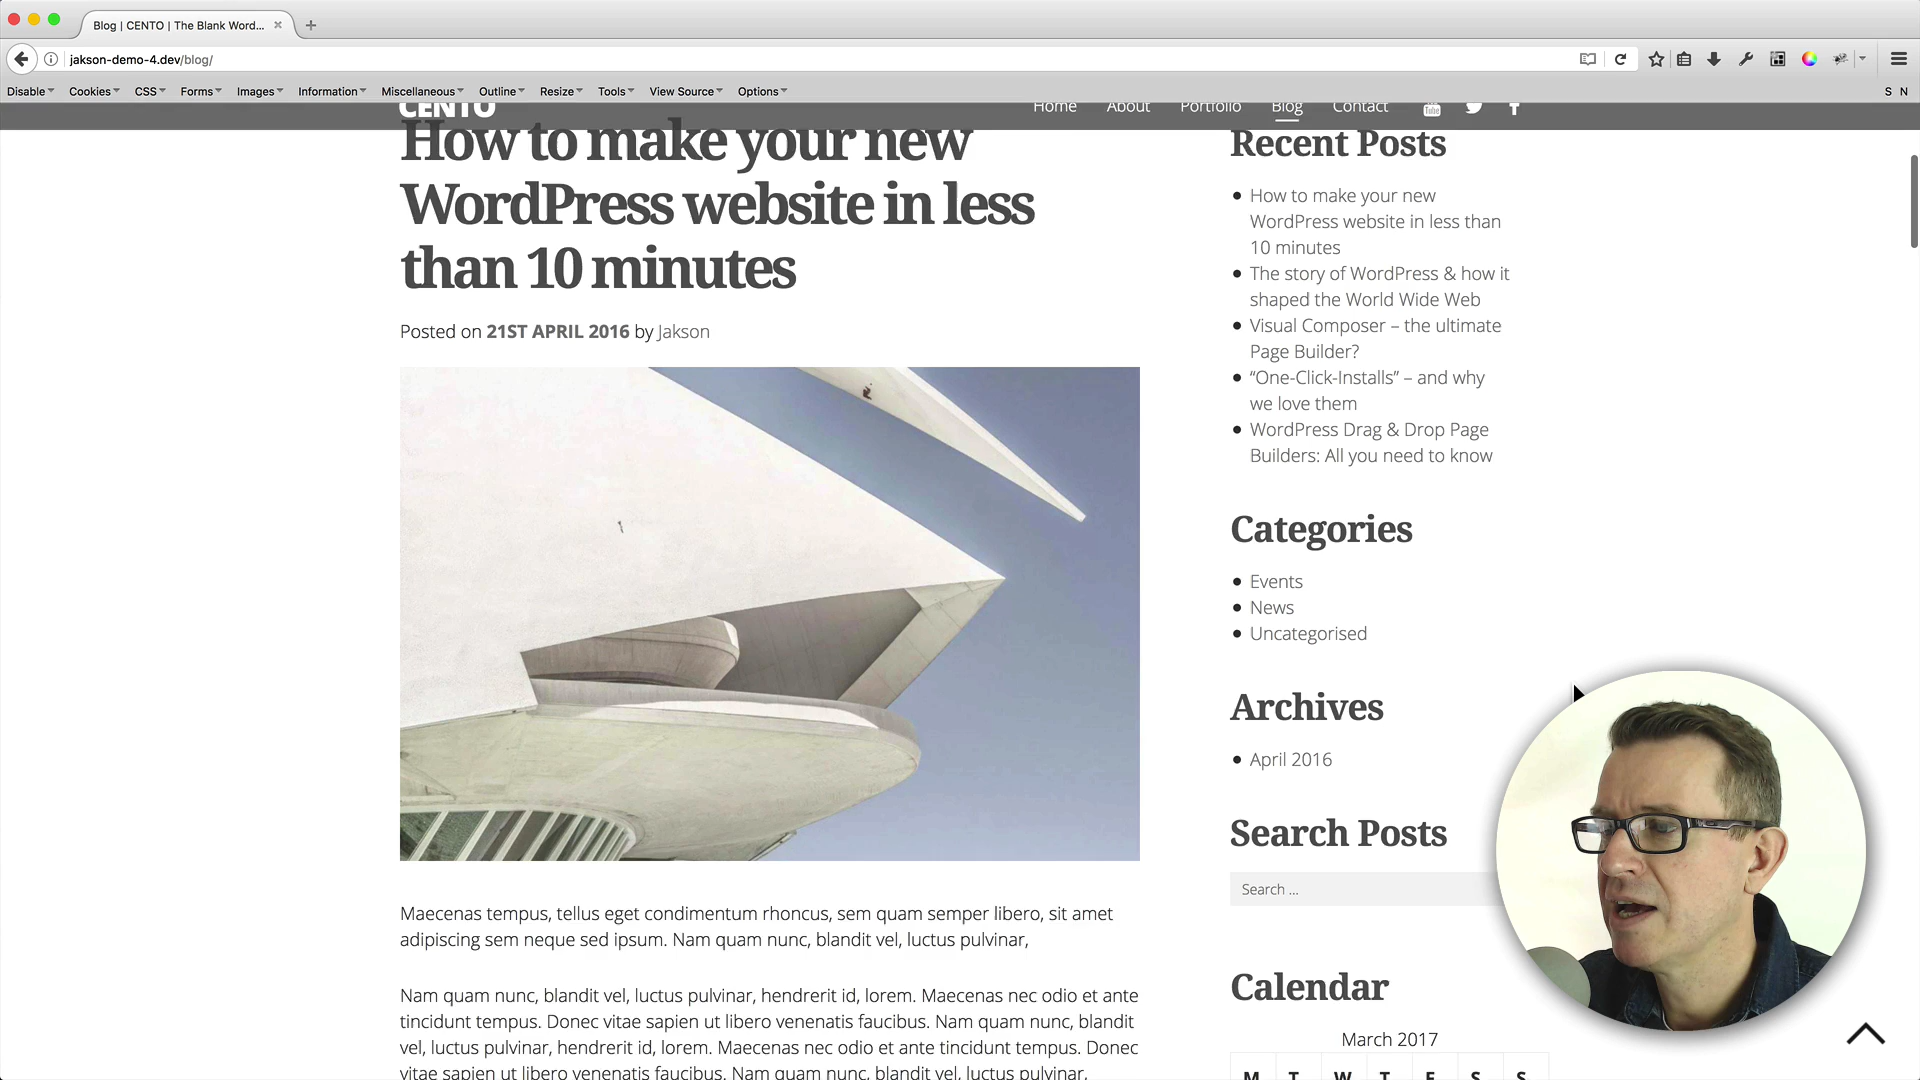 Blog | CENTO | The Blank Word...
jakson-demo-4.dev/blog/
Disable Cookies CSS Forms Images Information Miscellaneous Outline Resize Tools View Source Options S N
CENTO
Home About Portfolio Blog Contact You Tube
How to make your new
WordPress website in less
than 10 minutes
Posted on 21ST APRIL 2016 by Jakson
Maecenas tempus, tellus eget condimentum rhoncus, sem quam semper libero, sit amet
adipiscing sem neque sed ipsum. Nam quam nunc, blandit vel, luctus pulvinar,
Nam quam nunc, blandit vel, luctus pulvinar, hendrerit id, lorem. Maecenas nec odio et ante
tincidunt tempus. Donec vitae sapien ut libero venenatis faucibus. Nam quam nunc, blandit
vel, luctus pulvinar, hendrerit id, lorem. Maecenas nec odio et ante tincidunt tempus. Donec
vitae sapien ut libero venenatis faucibus. Nam quam nunc, blandit vel, luctus pulvinar,
Recent Posts
How to make your new
WordPress website in less than
10 minutes
The story of WordPress & how it
shaped the World Wide Web
Visual Composer – the ultimate
Page Builder?
“One-Click-Installs” – and why
we love them
WordPress Drag & Drop Page
Builders: All you need to know
Categories
Events
News
Uncategorised
Archives
April 2016
Search Posts
Search ...
Calendar
March 2017
M T W T F S S